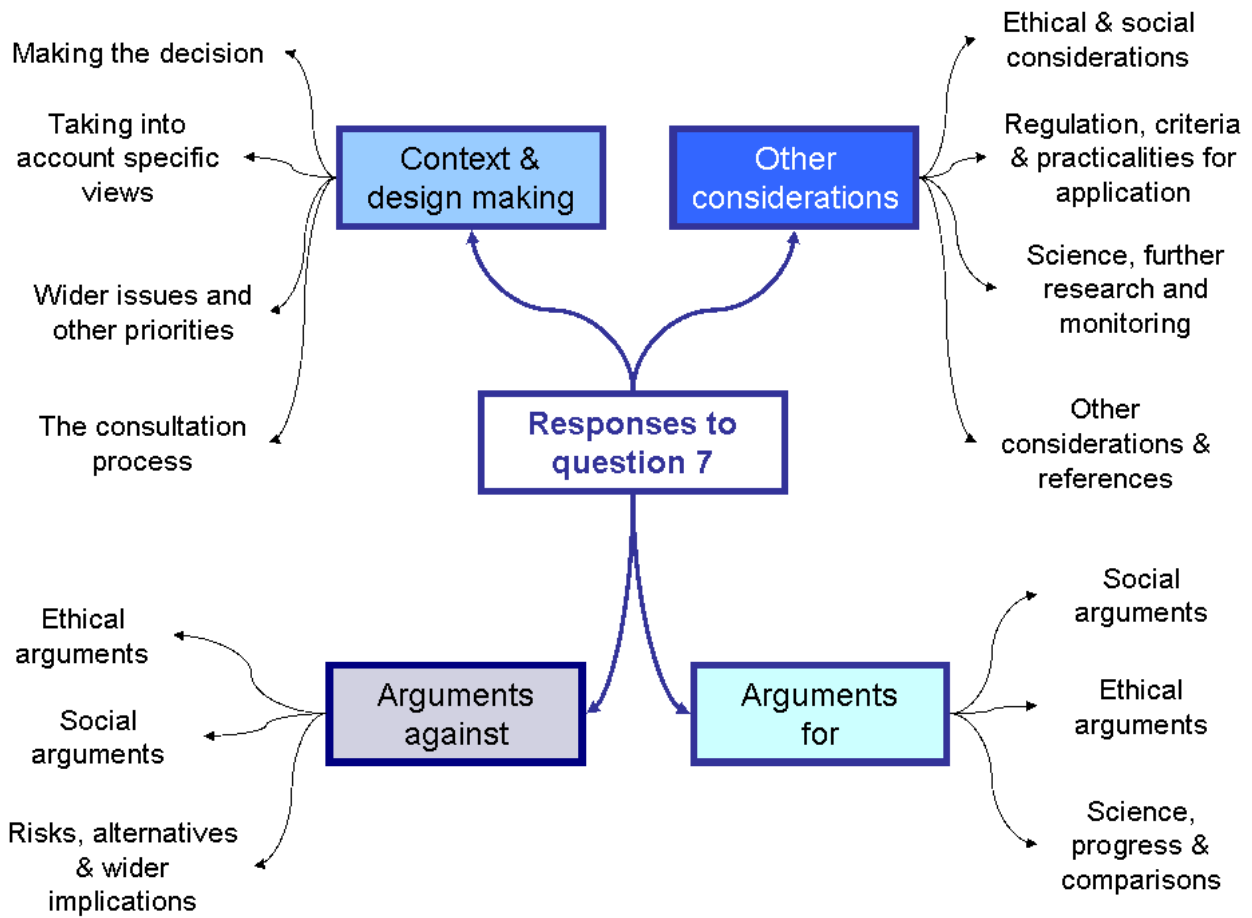 Making the decision
Taking into
account specific
views
Wider issues and
other priorities
The consultation
process
Context &
design making
Other
considerations
Ethical & social
considerations
Regulation, criteria
& practicalities for
application
Science, further
research and
monitoring
Other
considerations &
references
Responses to
question 7
Ethical
arguments
Social
arguments
Risks, alternatives
& wider
implications
Arguments
against
Arguments
for
Social
arguments
Ethical
arguments
Science,
progress &
comparisons